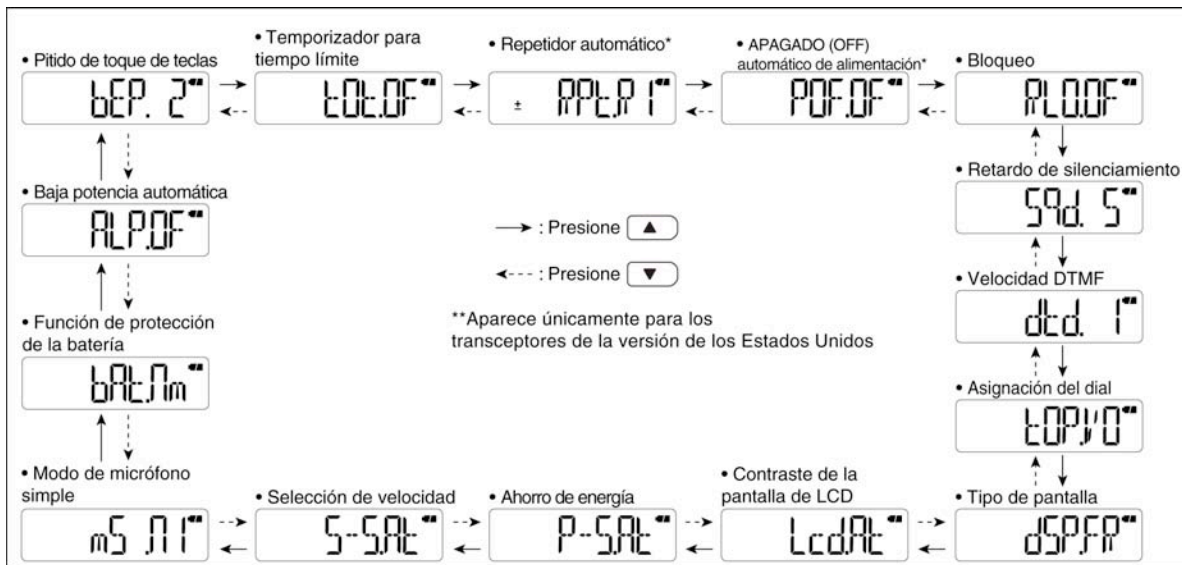 • Pitido de toque de teclas
bEP. 2
• Temporizador para
tiempo límite
tOt.OF
• Repetidor automático*
± RPt.R1
• APAGADO (OFF)
automático de alimentación*
POF.OF
• Bloqueo
RLO.OF
• Baja potencia automática
ALP.OF
• Retardo de silenciamiento
Sqd. S
→ : Presione ▲
←--- : Presione ▼
• Velocidad DTMF
dtd. 1
**Aparece únicamente para los
transceptores de la versión de los Estados Unidos
• Función de protección
de la batería
bAt.Nm
• Asignación del dial
tOP.VO
• Modo de micrófono
simple
mS .N1
• Selección de velocidad
S-S.At
• Ahorro de energía
P-S.At
• Contraste de la
pantalla de LCD
Lcd.At
• Tipo de pantalla
dSP.FR